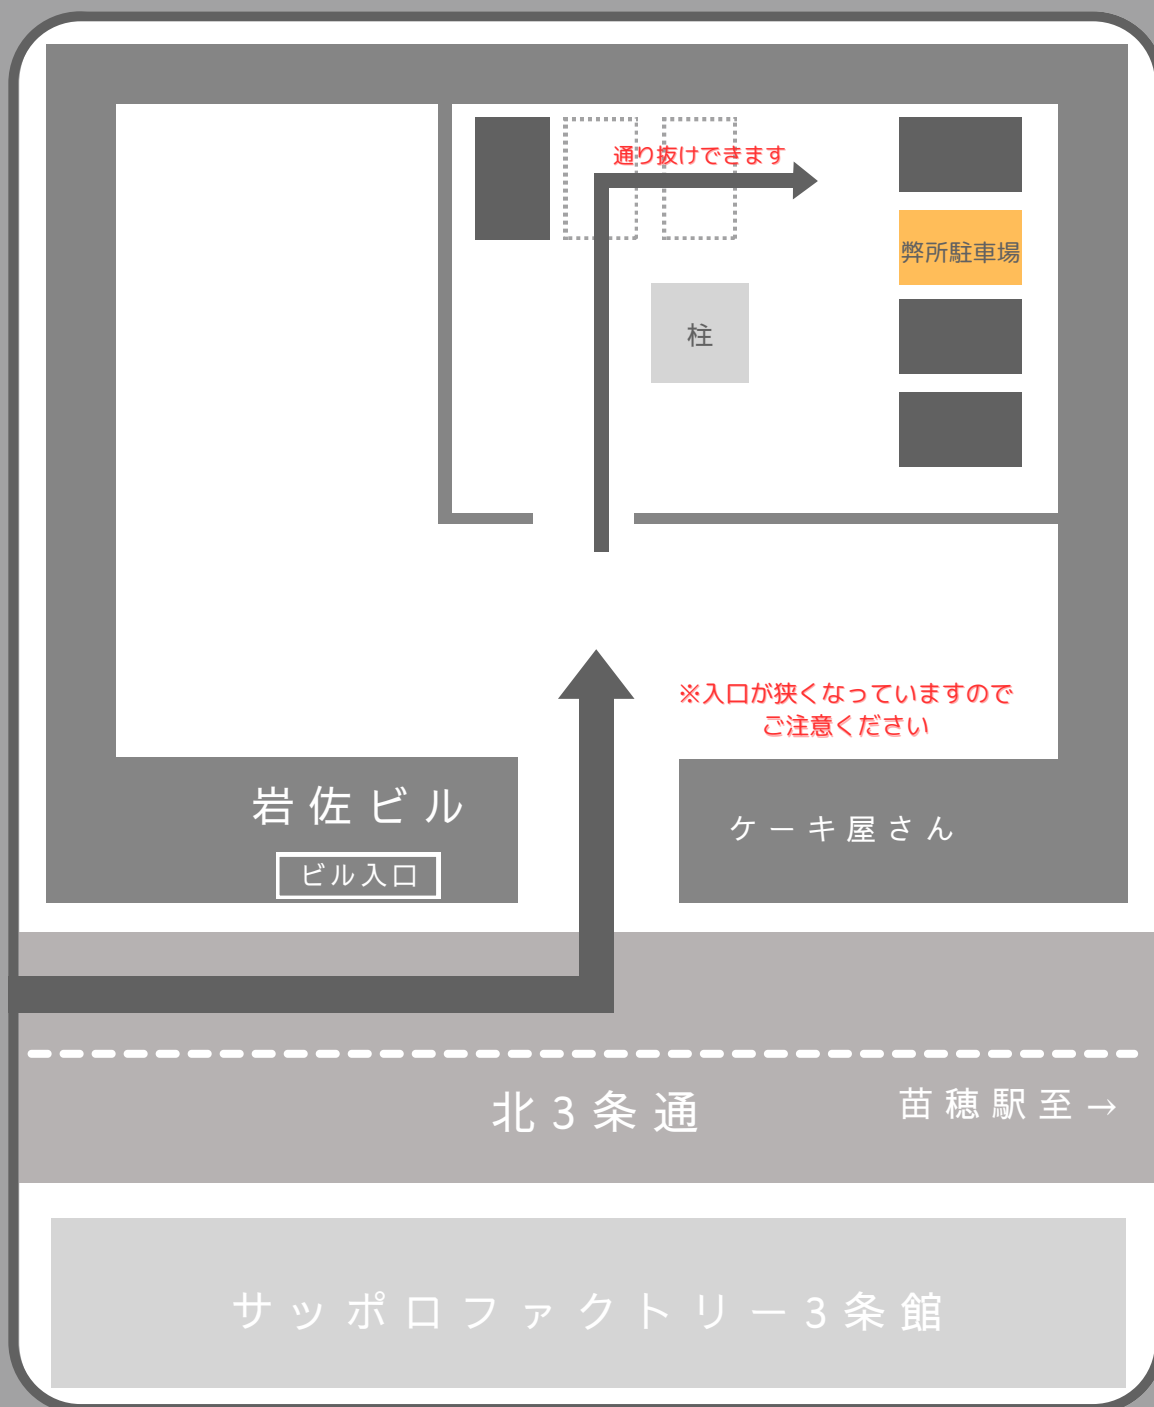 通り抜けできます
弊所駐車場
柱
※入口が狭くなっていますので
ご注意ください
岩佐ビル
ビル入口
ケーキ屋さん
北3条通
苗穂駅至→
サッポロファクトリー3条館